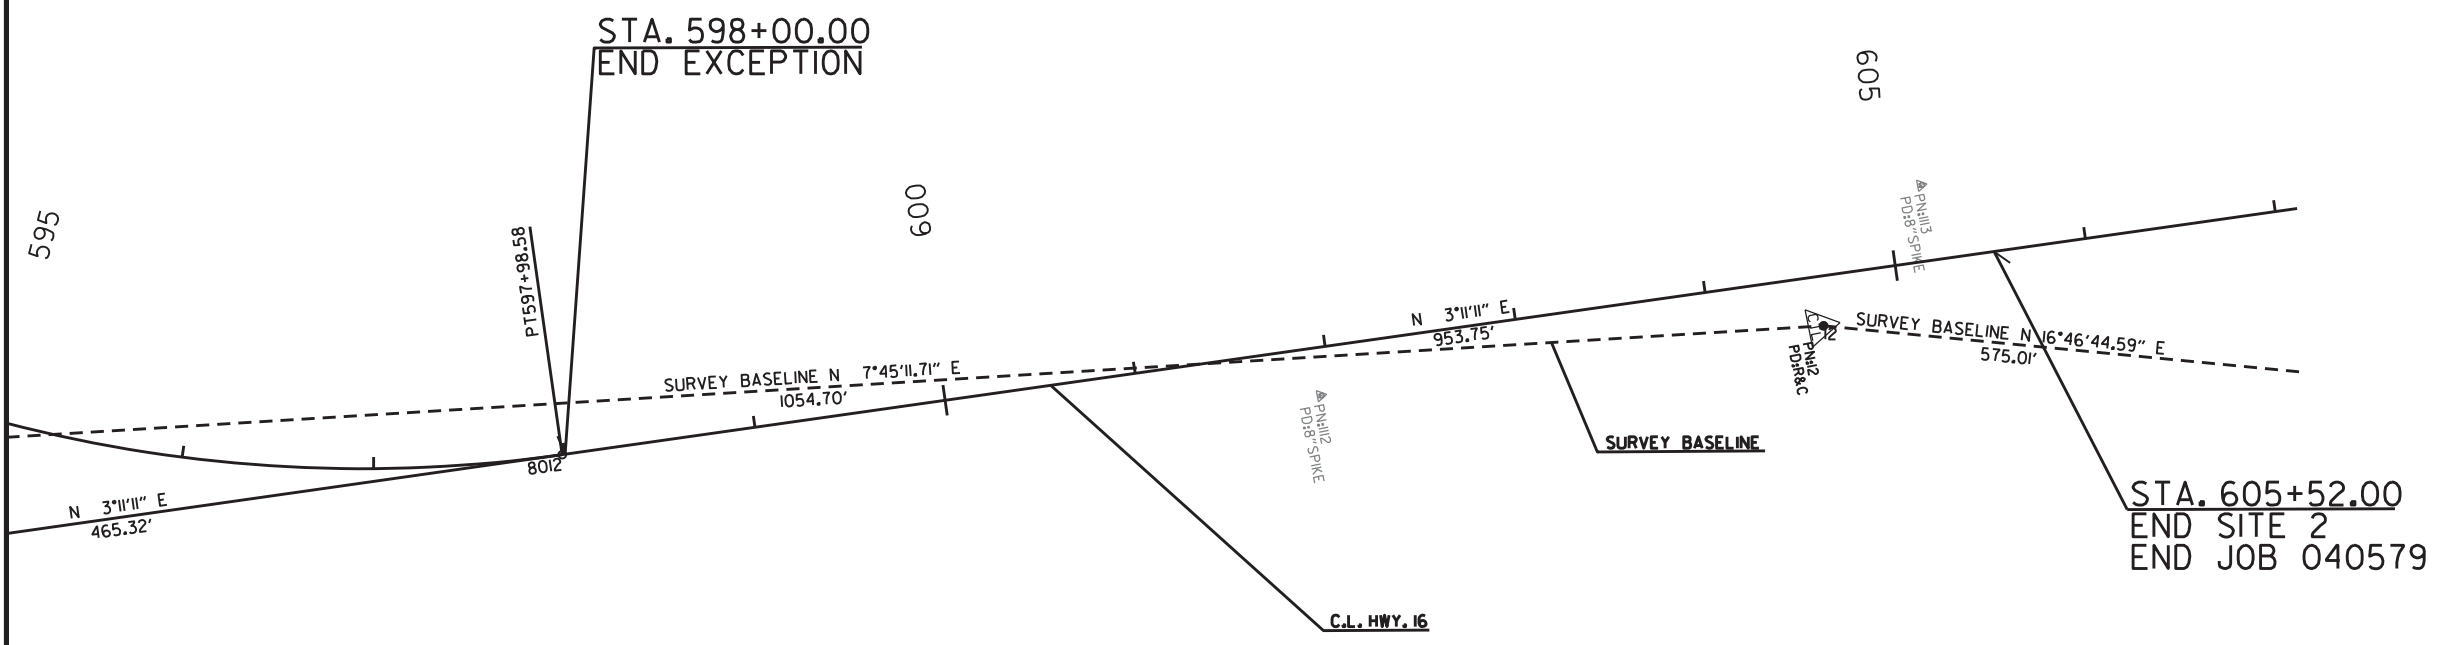 STA. 598+00.00
END EXCEPTION
595
600
605
PT597+98.58
8012
N 3°11'11" E
465.32'
SURVEY BASELINE N 7°45'11.71" E
1054.70'
N 3°11'11" E
953.75'
PN:1112
PD:8"SPIKE
PN:1113
PD:8"SPIKE
CTL
12
PN:12
PD:R&C
SURVEY BASELINE N 16°46'44.59" E
575.01'
SURVEY BASELINE
C.L. HWY. 16
STA. 605+52.00
END SITE 2
END JOB 040579